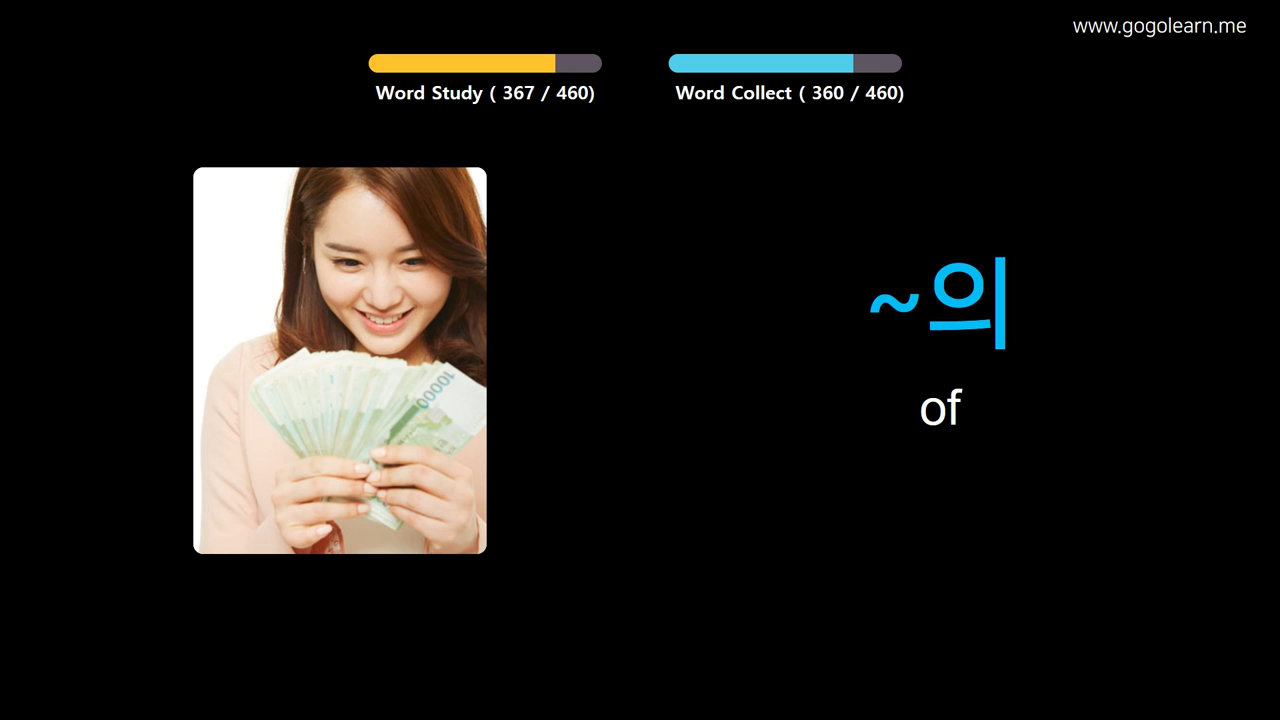 www.gogolearn.me
Word Study ( 367 / 460)
Word Collect ( 360 / 460)
10000
~의
of